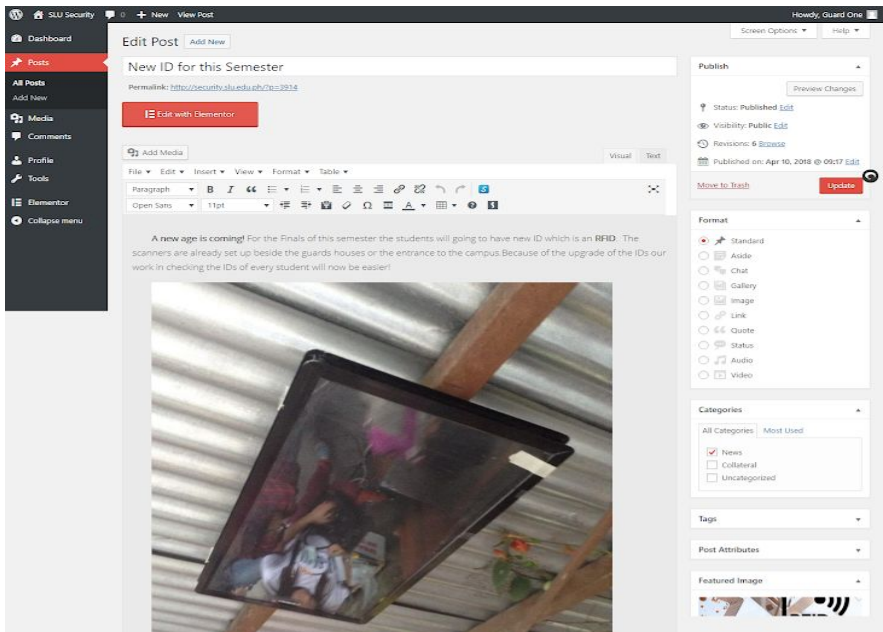 SLU Security 0 + New View Post Howdy, Guard One
Screen Options Help
Dashboard
Posts
All Posts
Add New
Media
Comments
Profile
Tools
Elementor
Collapse menu
Edit Post Add New
New ID for this Semester
Permalink: http://security.slu.edu.ph/?p=3914
Edit with Elementor
Add Media
Visual Text
File Edit Insert View Format Table
Paragraph
Open Sans 11pt
A new age is coming! For the Finals of this semester the students will going to have new ID which is an RFID. The
scanners are already set up beside the guards houses or the entrance to the campus.Because of the upgrade of the IDs our
work in checking the IDs of every student will now be easier!
Publish
Preview Changes
Status: Published Edit
Visibility: Public Edit
Revisions: 6 Browse
Published on: Apr 10, 2018 @ 09:17 Edit
Move to Trash Update
Format
Standard
Aside
Chat
Gallery
Image
Link
Quote
Status
Audio
Video
Categories
All Categories Most Used
News
Collateral
Uncategorized
Tags
Post Attributes
Featured Image